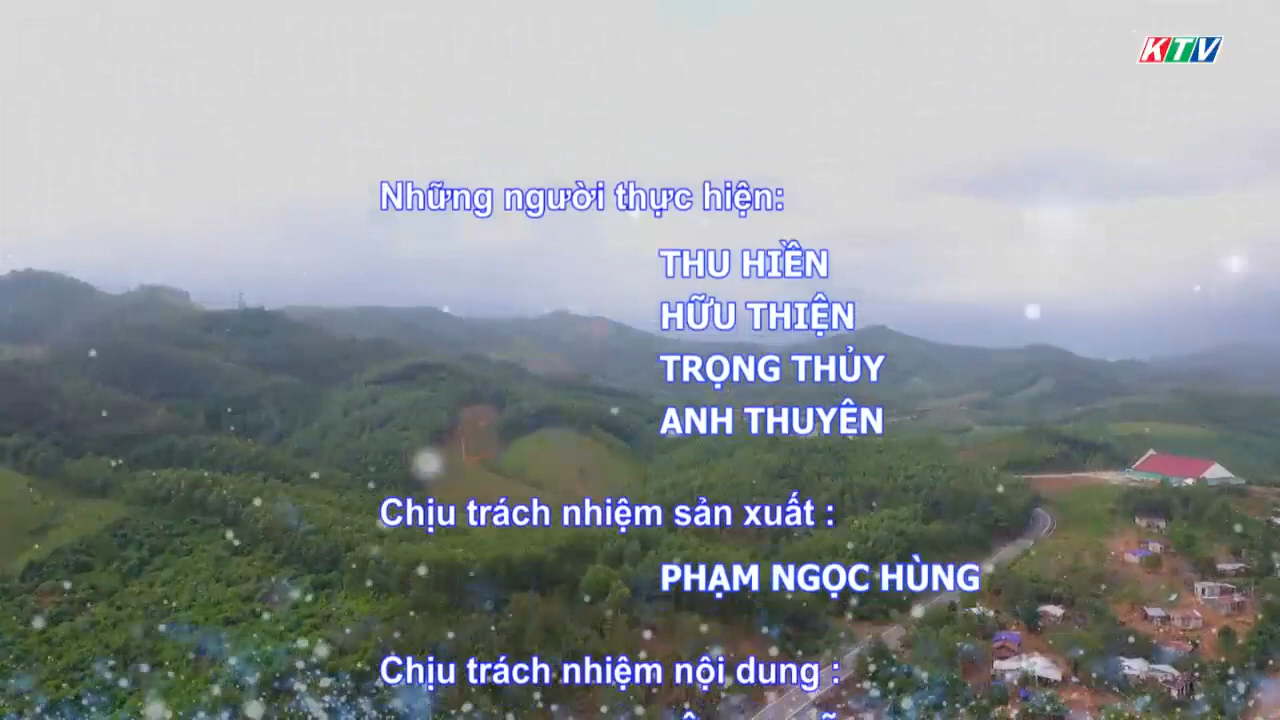 KTV
Những người thực hiện:
THU HIỀN
HỮU THIỆN
TRỌNG THỦY
ANH THUYÊN
Chịu trách nhiệm sản xuất :
PHẠM NGỌC HÙNG
Chịu trách nhiệm nội dung :